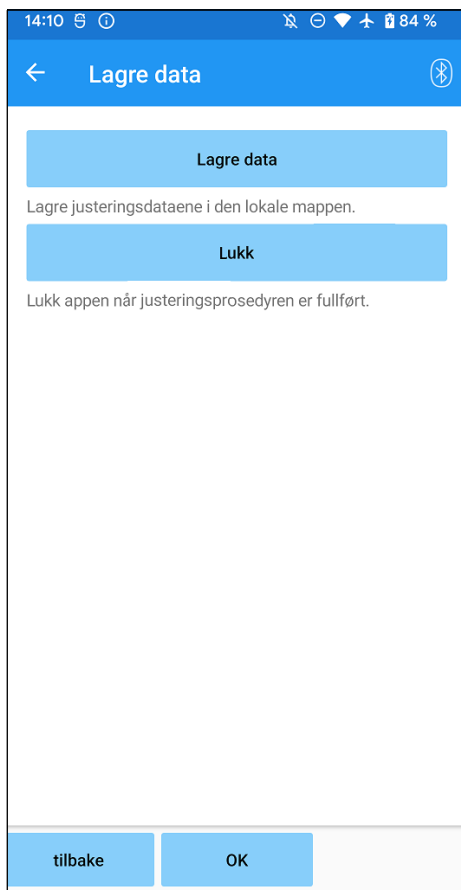 14:10 84 %
Lagre data
Lagre data
Lagre justeringsdataene i den lokale mappen.
Lukk
Lukk appen når justeringsprosedyren er fullført.
tilbake OK